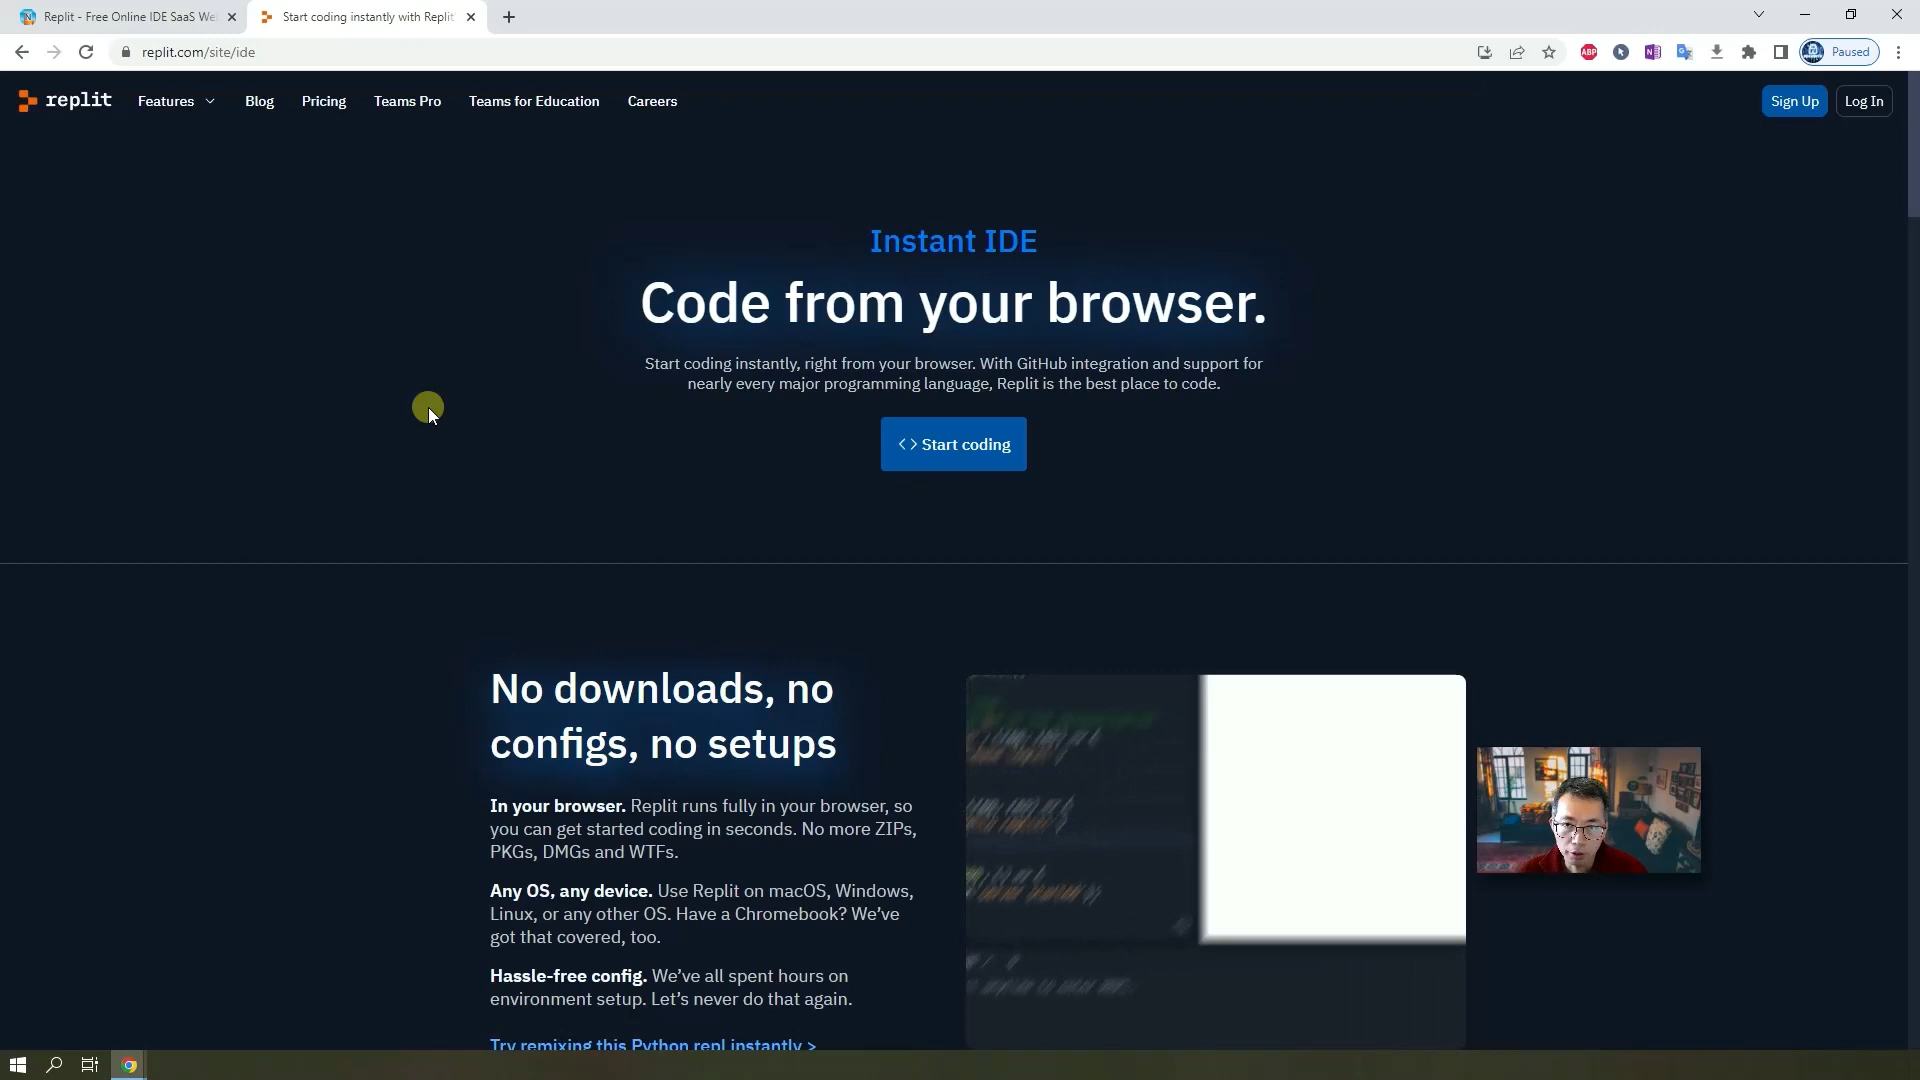 Replit - Free Online IDE SaaS We
Start coding instantly with Replit
replit.com/site/ide
ABP
Paused
replit
Features
Blog
Pricing
Teams Pro
Teams for Education
Careers
Sign Up
Log In
Instant IDE
Code from your browser.
Start coding instantly, right from your browser. With GitHub integration and support for
nearly every major programming language, Replit is the best place to code.
<> Start coding
No downloads, no
configs, no setups
In your browser. Replit runs fully in your browser, so
you can get started coding in seconds. No more ZIPs,
PKGs, DMGs and WTFs.
Any OS, any device. Use Replit on macOS, Windows,
Linux, or any other OS. Have a Chromebook? We’ve
got that covered, too.
Hassle-free config. We’ve all spent hours on
environment setup. Let’s never do that again.
Try remixing this Python repl instantly >